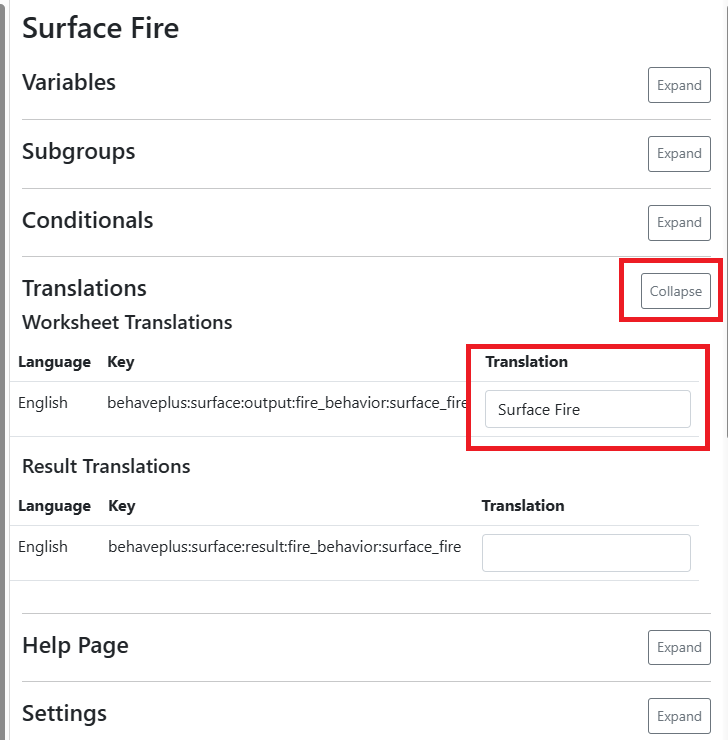 Surface Fire
Variables Expand
Subgroups Expand
Conditionals Expand
Translations Collapse
Worksheet Translations
Language Key Translation
English behaveplus:surface:output:fire_behavior:surface_fire Surface Fire
Result Translations
Language Key Translation
English behaveplus:surface:result:fire_behavior:surface_fire
Help Page Expand
Settings Expand